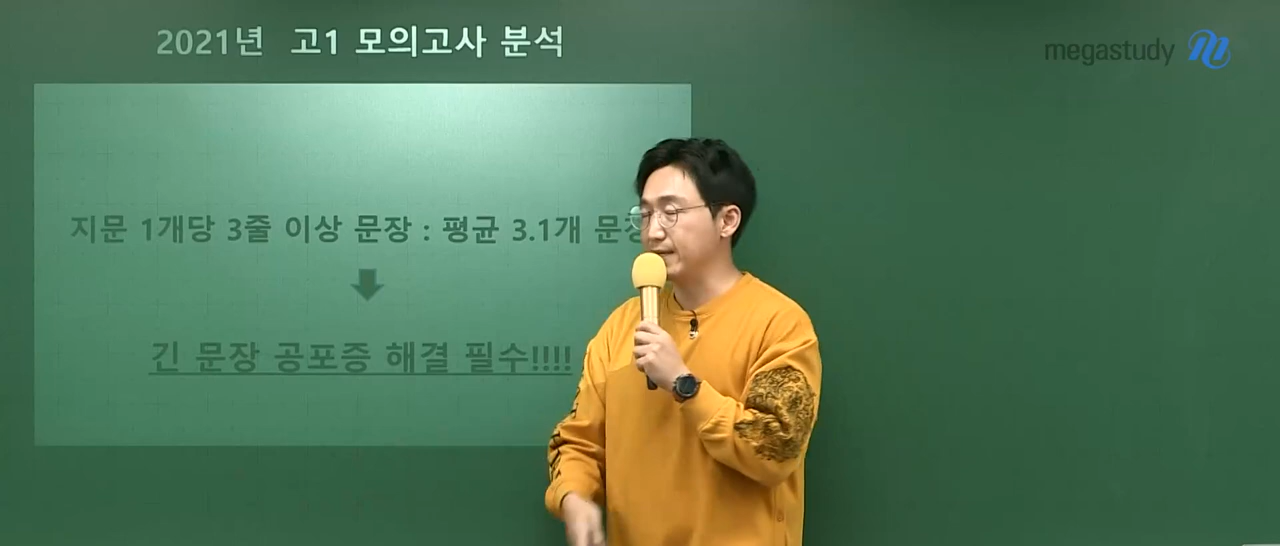 2021년 고1 모의고사 분석
megastudy
지문 1개당 3줄 이상 문장 : 평균 3.1개
긴 문장 공포증 해결 필수!!!!